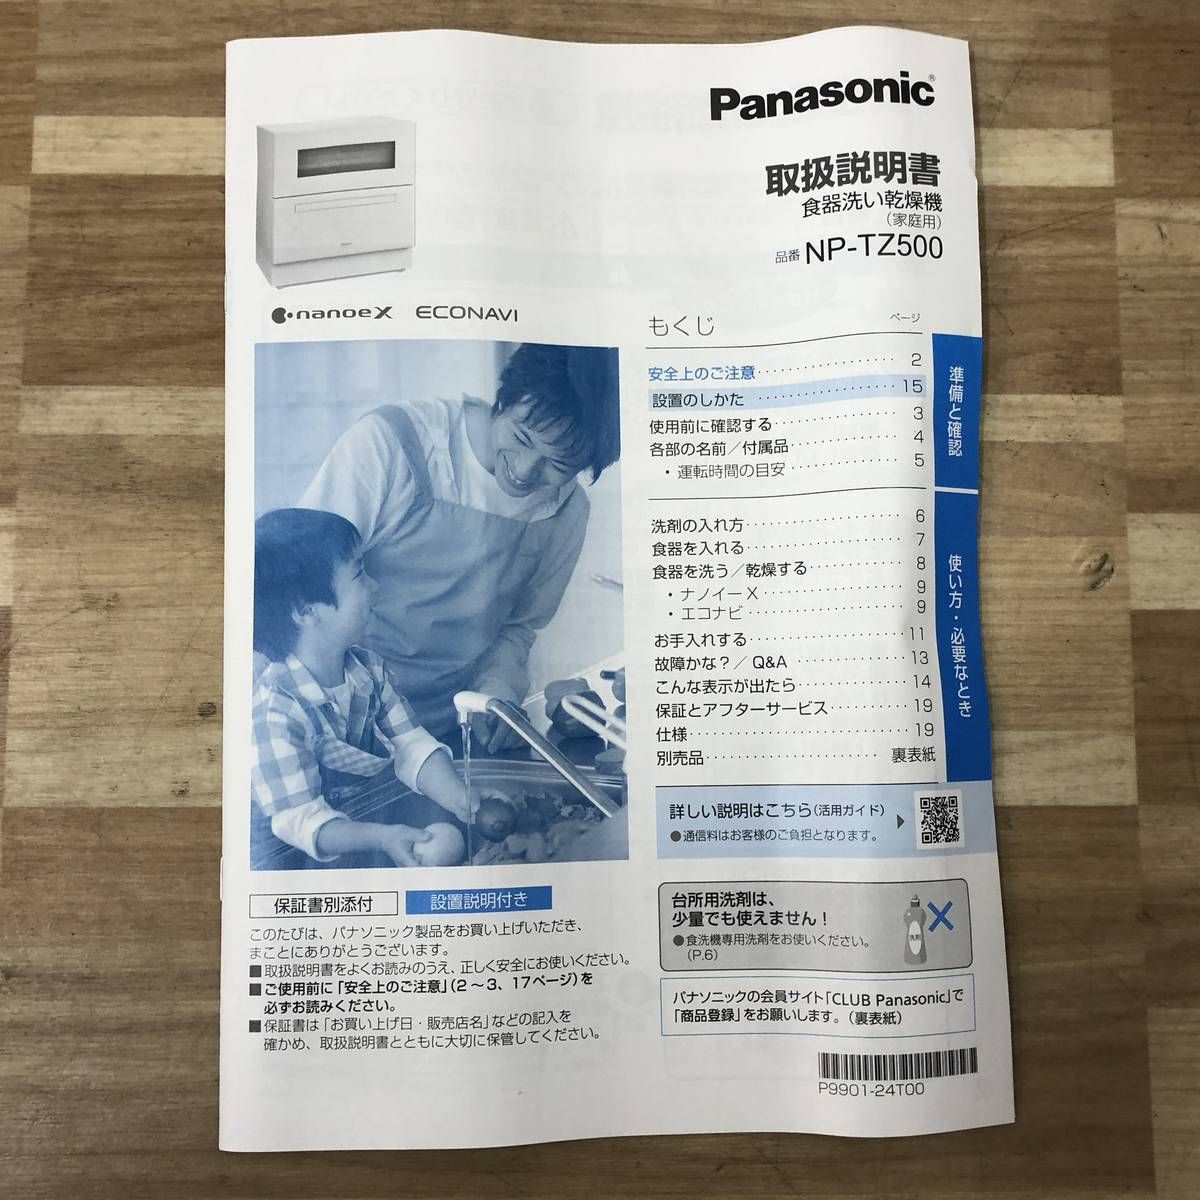 Panasonic®
取扱説明書
食器洗い乾燥機
(家庭用)
品番 NP-TZ500
nanoeX ECONAVI
もくじ ページ
安全上のご注意 2
設置のしかた 15
使用前に確認する 3
各部の名前/付属品 4
・運転時間の目安 5
準備と確認
洗剤の入れ方 6
食器を入れる 7
食器を洗う/乾燥する 8
・ナノイーX 9
・エコナビ 9
お手入れする 11
故障かな?/ Q&A 13
こんな表示が出たら 14
保証とアフターサービス 19
仕様 19
別売品 裏表紙
使い方・必要なとき
詳しい説明はこちら(活用ガイド)
●通信料はお客様のご負担となります。
台所用洗剤は、
少量でも使えません!
●食洗機専用洗剤をお使いください。
(P.6)
洗剤
パナソニックの会員サイト「CLUB Panasonic」で
「商品登録」をお願いします。(裏表紙)
P9901-24T00
保証書別添付 設置説明付き
このたびは、パナソニック製品をお買い上げいただき、
まことにありがとうございます。
■取扱説明書をよくお読みのうえ、正しく安全にお使いください。
■ご使用前に「安全上のご注意」(2～3、17ページ)を
必ずお読みください。
■保証書は「お買い上げ日・販売店名」などの記入を
確かめ、取扱説明書とともに大切に保管してください。